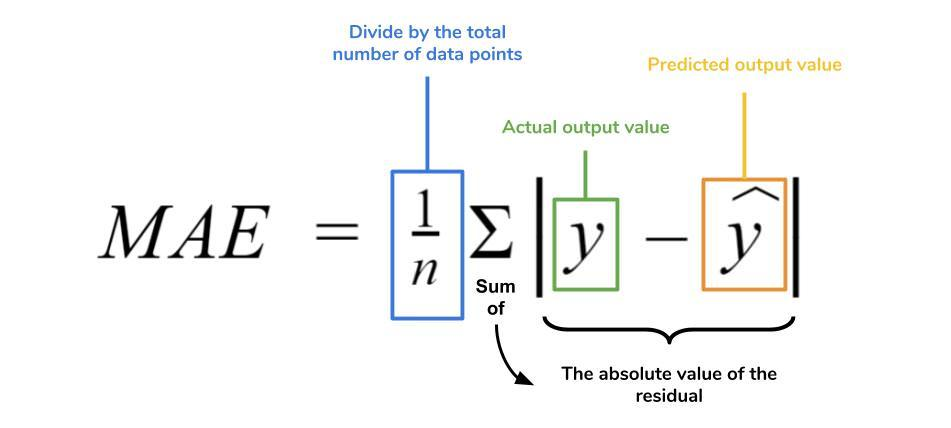 Divide by the total
number of data points
Predicted output value
Actual output value
MAE = 1/n Σ |y − ŷ|
Sum
of
The absolute value of the
residual